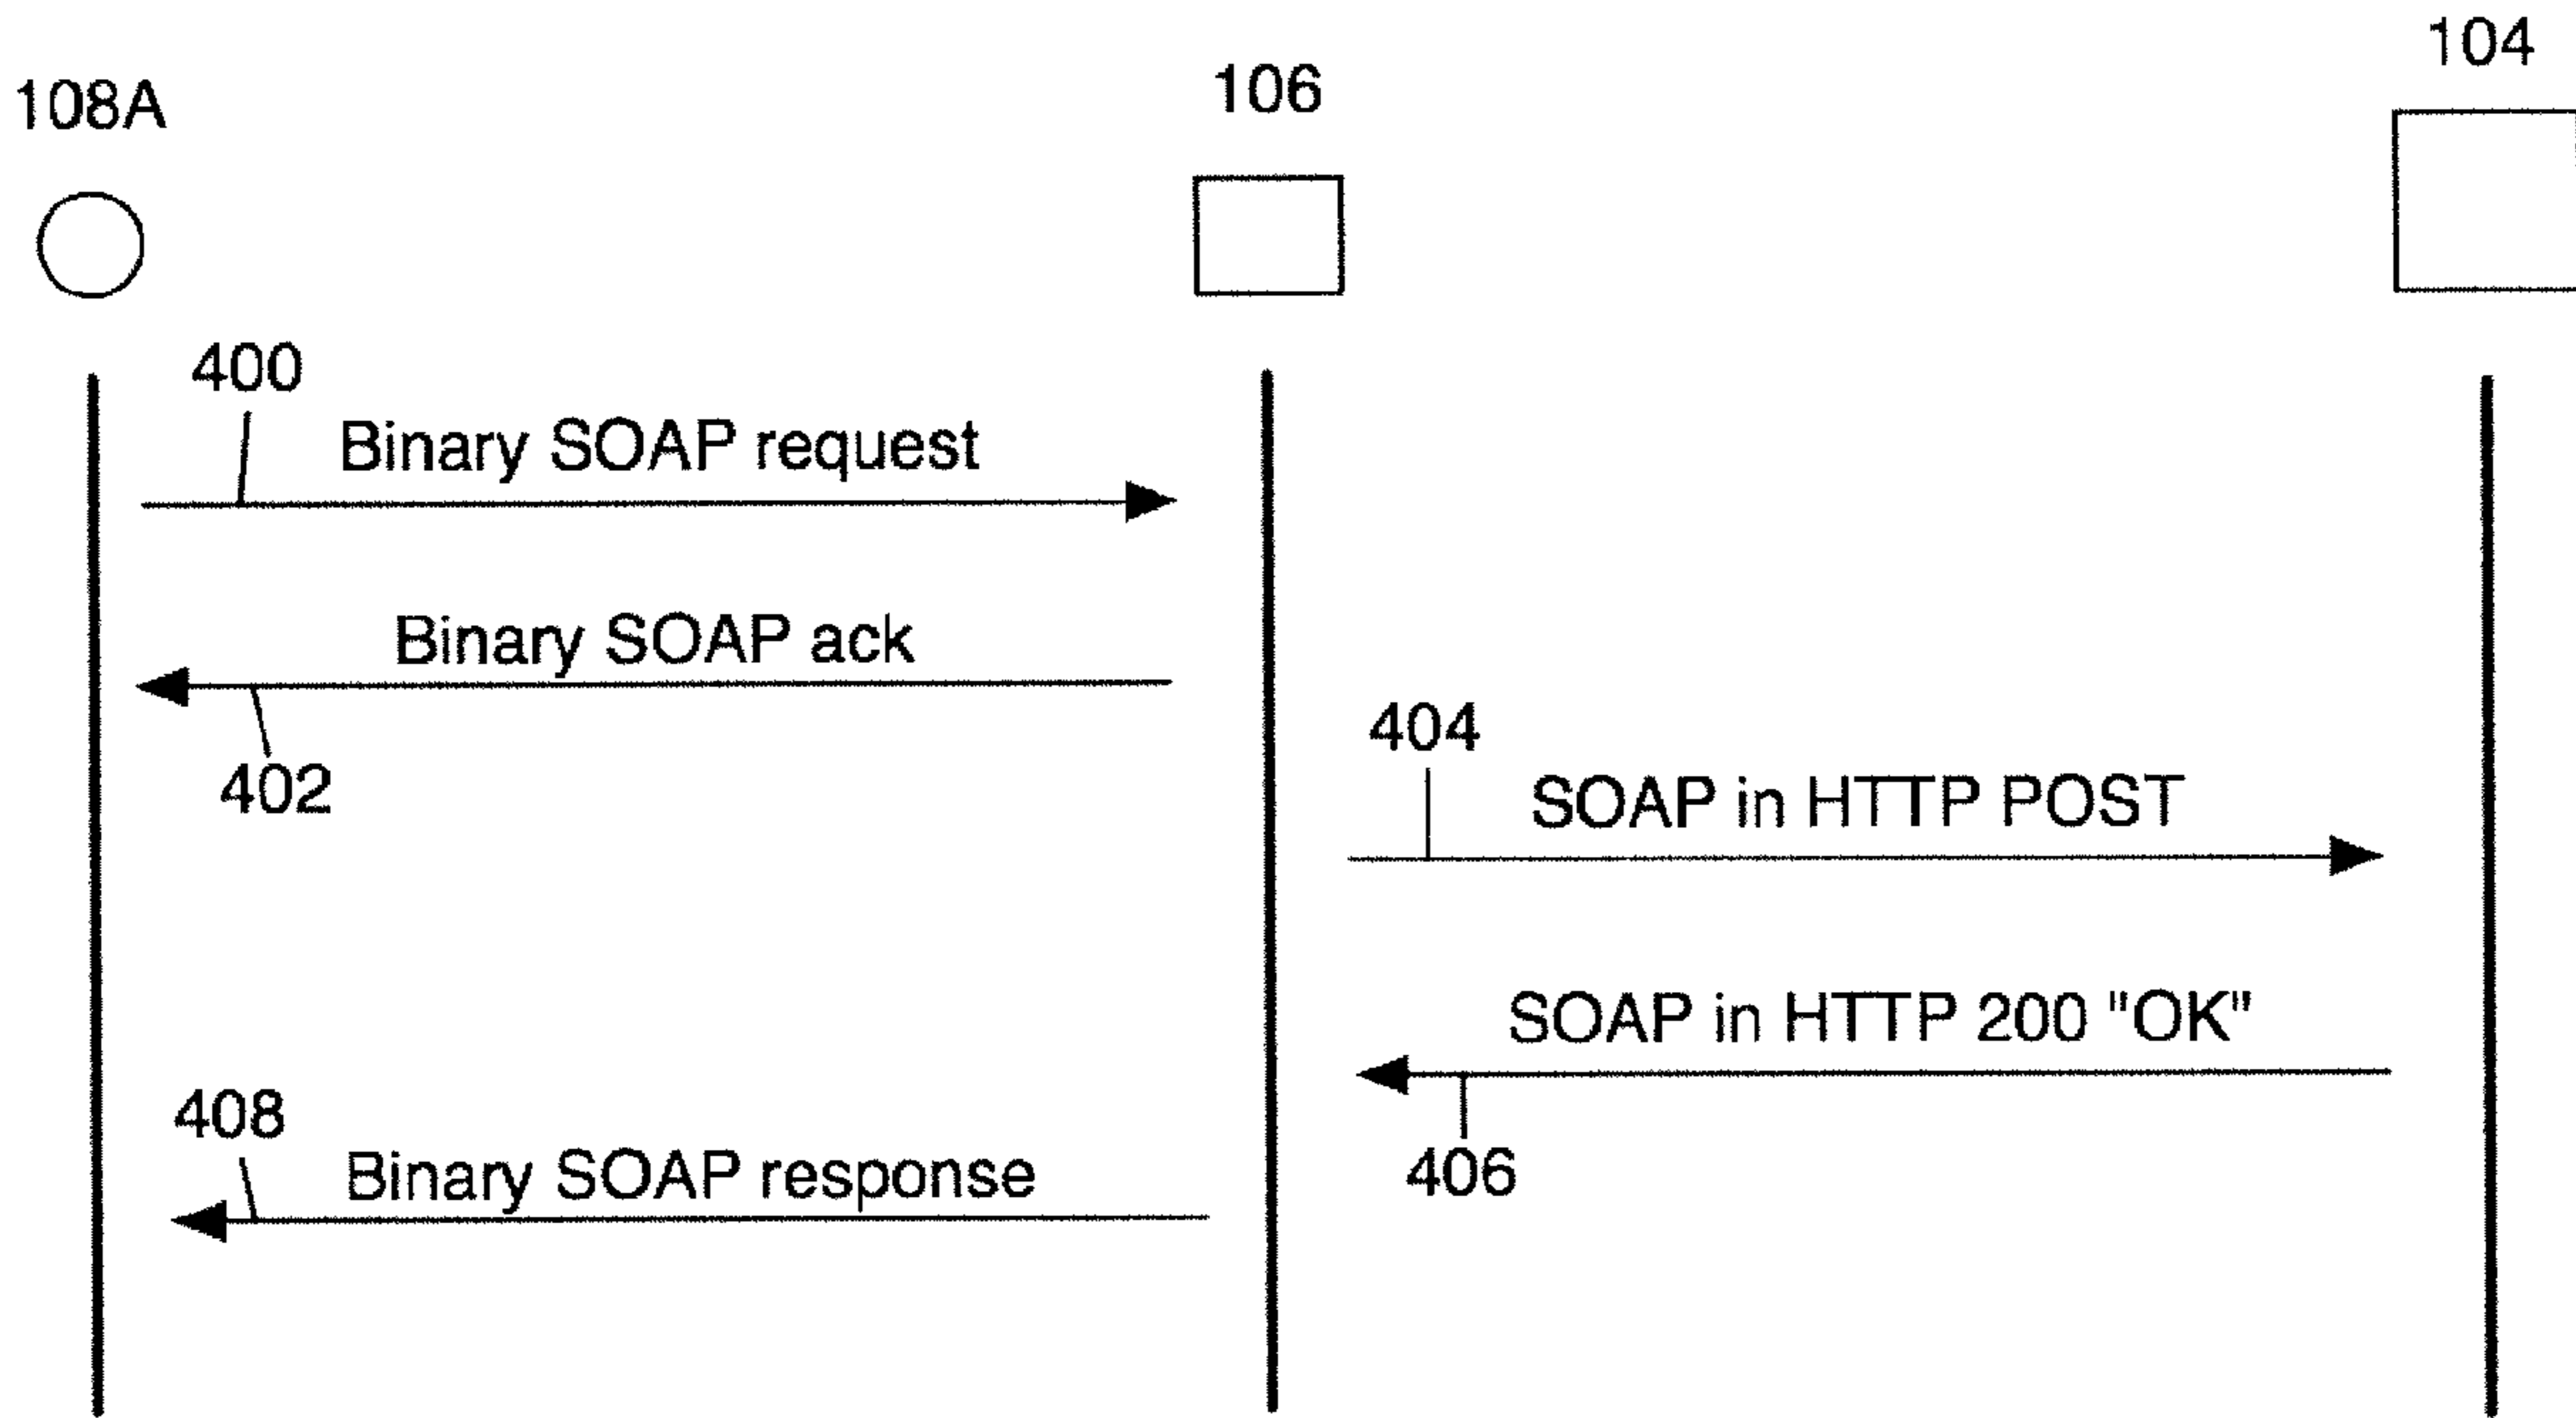 104
106
108A
400
Binary SOAP request
Binary SOAP ack
402
404
SOAP in HTTP POST
SOAP in HTTP 200 "OK"
406
408
Binary SOAP response